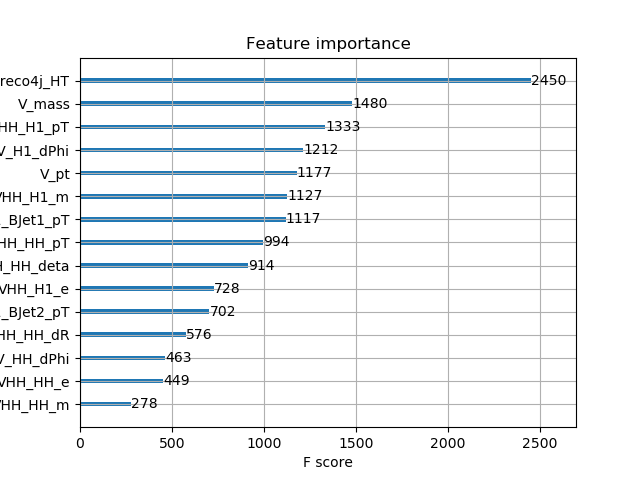 Feature importance
reco4j_HT 2450
V_mass 1480
HH_H1_pT 1333
V_H1_dPhi 1212
V_pt 1177
VHH_H1_m 1127
_BJet1_pT 1117
HH_HH_pT 994
H_HH_deta 914
VHH_H1_e 728
_BJet2_pT 702
HH_HH_dR 576
V_HH_dPhi 463
VHH_HH_e 449
VHH_HH_m 278
0 500 1000 1500 2000 2500
F score